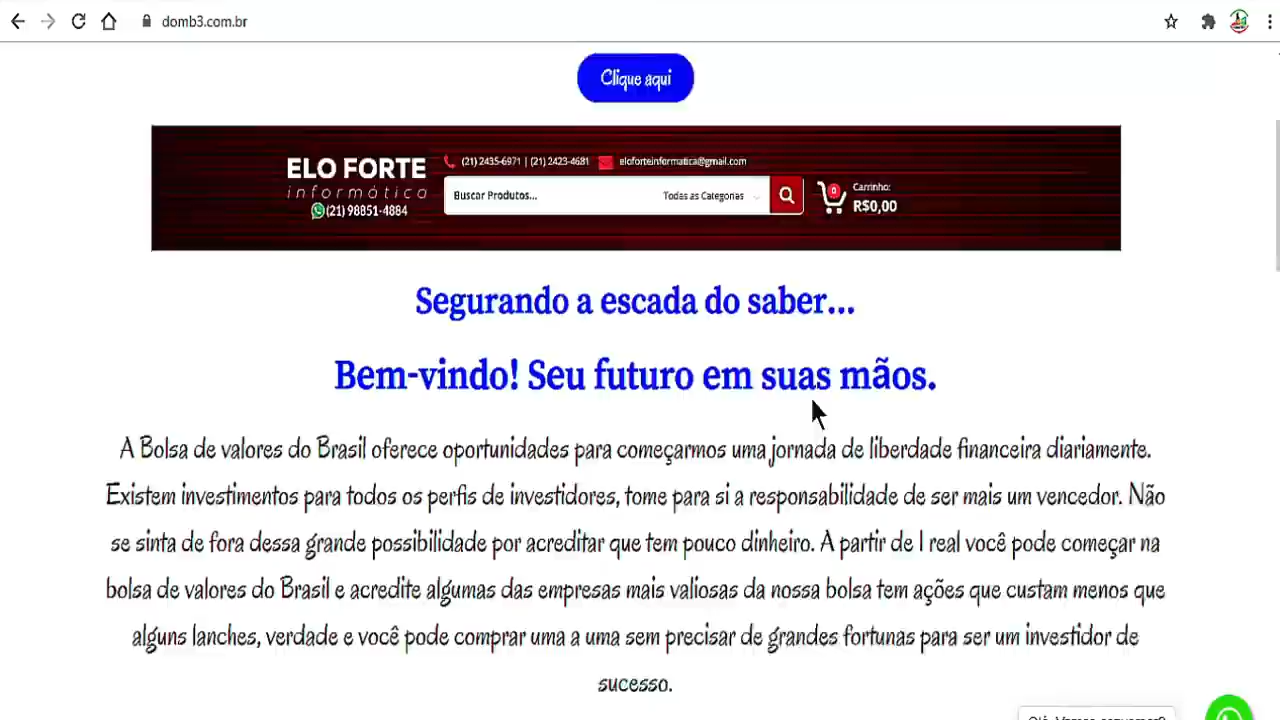 domb3.com.br
Clique aqui
ELO FORTE
informática
(21) 98851-4884
(21) 2435-6971 | (21) 2423-4681
eloforteinformatica@gmail.com
Buscar Produtos...
Todas as Categorias
0
Carrinho:
R$0,00
Segurando a escada do saber...
Bem-vindo! Seu futuro em suas mãos.
A Bolsa de valores do Brasil oferece oportunidades para começarmos uma jornada de liberdade financeira diariamente.
Existem investimentos para todos os perfis de investidores, tome para si a responsabilidade de ser mais um vencedor. Não
se sinta de fora dessa grande possibilidade por acreditar que tem pouco dinheiro. A partir de 1 real você pode começar na
bolsa de valores do Brasil e acredite algumas das empresas mais valiosas da nossa bolsa tem ações que custam menos que
alguns lanches, verdade e você pode comprar uma a uma sem precisar de grandes fortunas para ser um investidor de
sucesso.